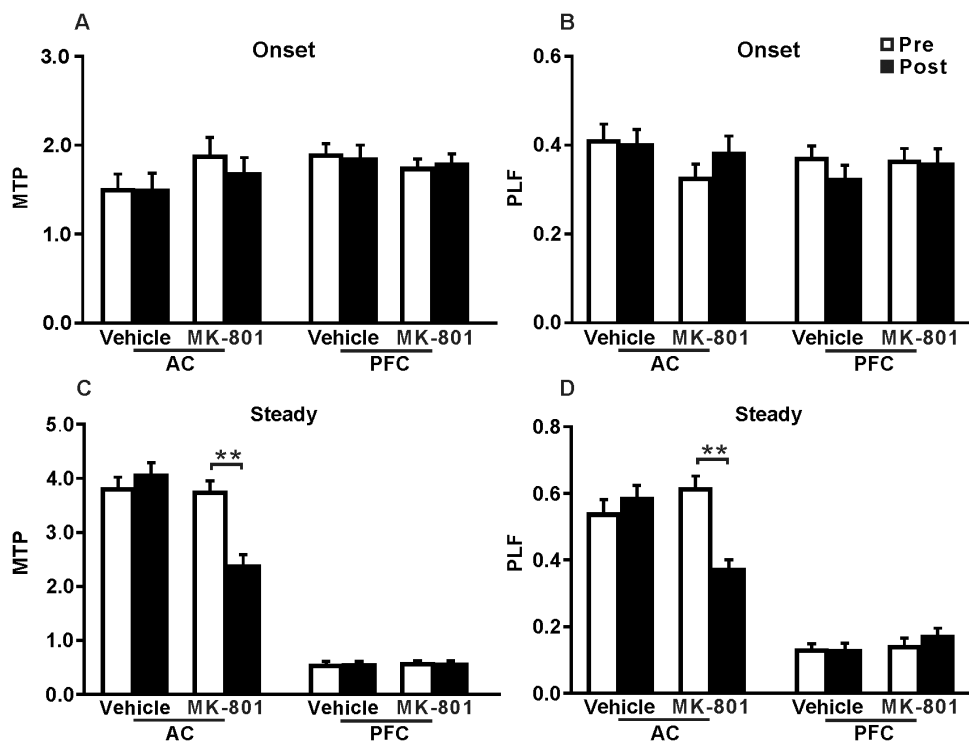 A
Onset
3.0
2.0
1.0
0.0
MTP
Vehicle MK-801 Vehicle MK-801
AC PFC
B
Onset
Pre
Post
0.6
0.4
0.2
0.0
PLF
Vehicle MK-801 Vehicle MK-801
AC PFC
C
Steady
5.0
4.0
3.0
2.0
1.0
0.0
MTP
**
Vehicle MK-801 Vehicle MK-801
AC PFC
D
Steady
0.8
0.6
0.4
0.2
0.0
PLF
**
Vehicle MK-801 Vehicle MK-801
AC PFC